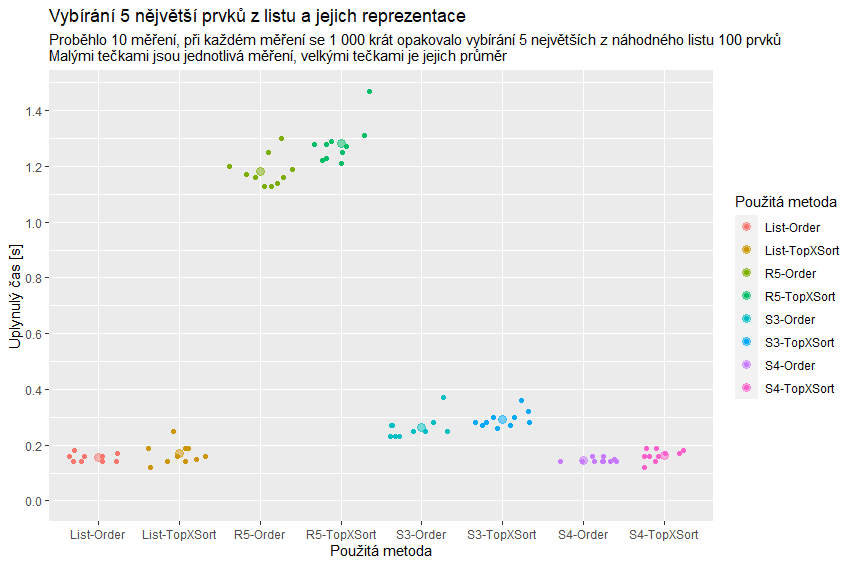 Vybírání 5 nějvětší prvků z listu a jejich reprezentace
Proběhlo 10 měření, při každém měření se 1 000 krát opakovalo vybírání 5 největších z náhodného listu 100 prvků
Malými tečkami jsou jednotlivá měření, velkými tečkami je jejich průměr
Uplynulý čas [s]
1.4
1.2
1.0
0.8
0.6
0.4
0.2
0.0
List-Order
List-TopXSort
R5-Order
R5-TopXSort
S3-Order
S3-TopXSort
S4-Order
S4-TopXSort
Použitá metoda
Použitá metoda
List-Order
List-TopXSort
R5-Order
R5-TopXSort
S3-Order
S3-TopXSort
S4-Order
S4-TopXSort